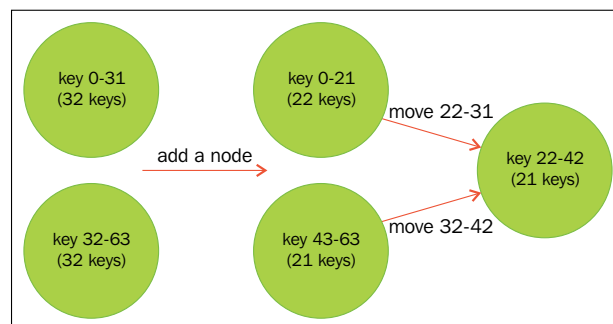 key 0-31
(32 keys)
key 0-21
(22 keys)
move 22-31
add a node
key 22-42
(21 keys)
key 32-63
(32 keys)
key 43-63
(21 keys)
move 32-42